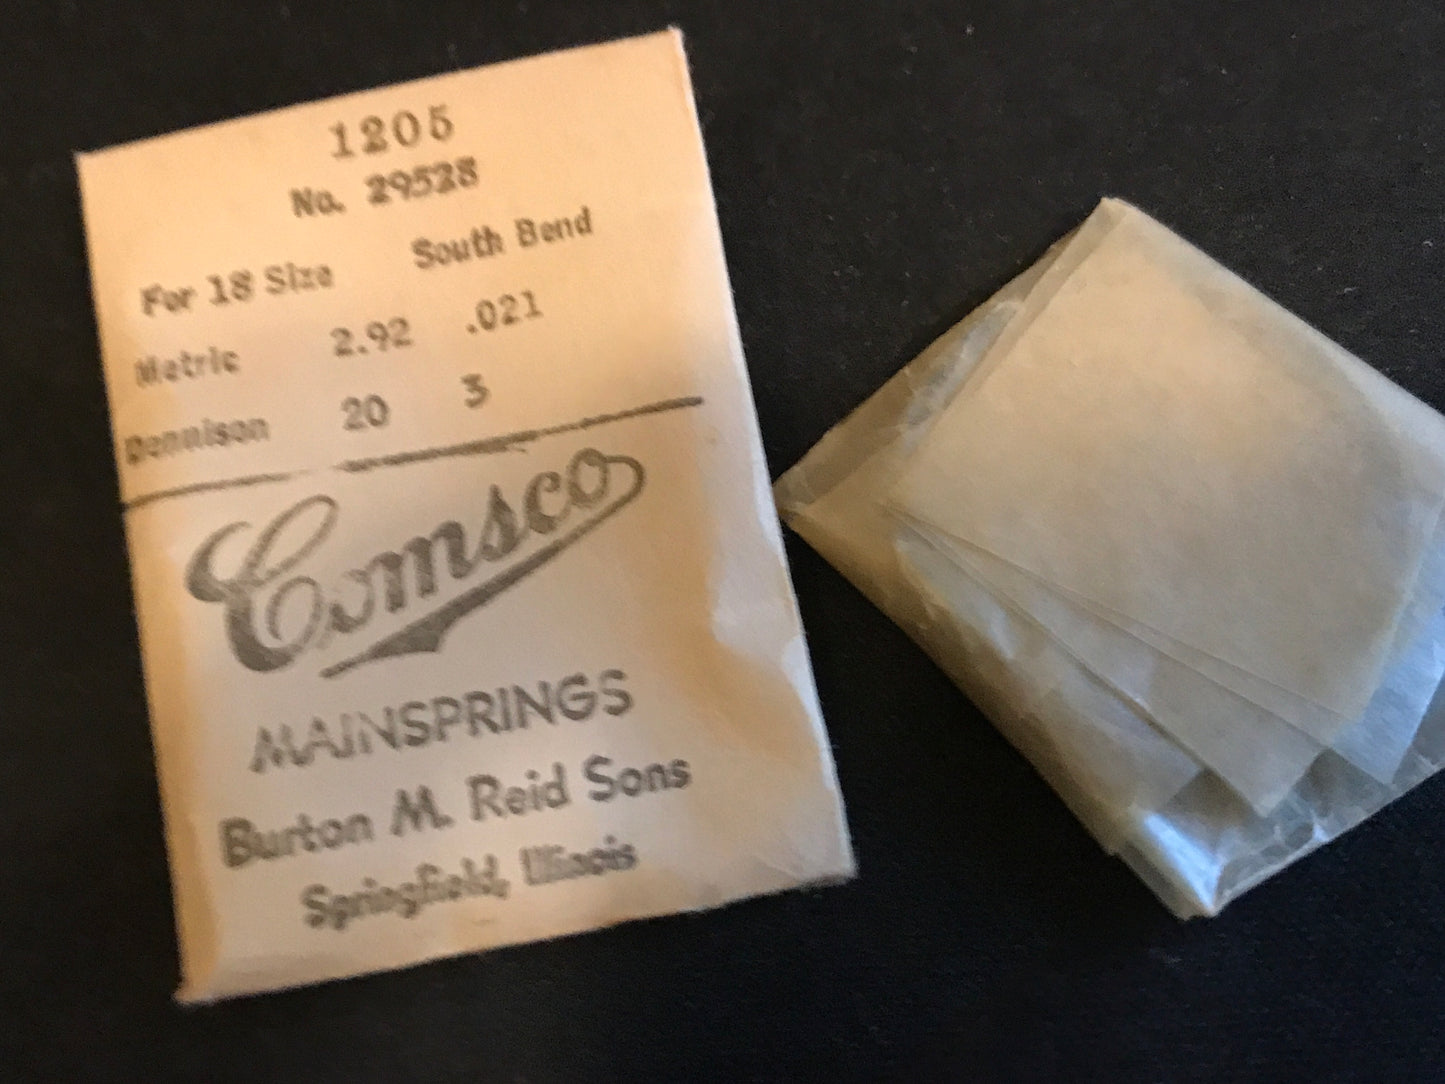 1205
No. 29528
For 18 Size South Bend
Metric 2.92 .021
Dennison 20 3
Comsco
MAINSPRINGS
Burton M. Reid Sons
Springfield, Illinois